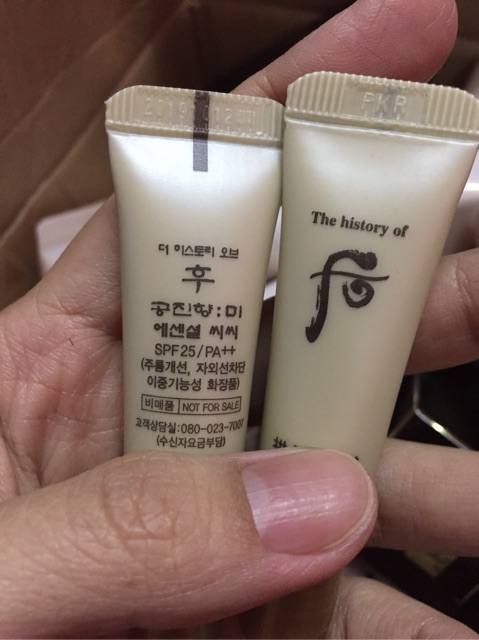 더 히스토리 오브
후
공진향:미
에센셜 씨씨
SPF25/PA++
(주름개선, 자외선차단
이중기능성 화장품)
비매품 NOT FOR SALE
고객상담실:080-023-7007
(수신자요금부담)
FKR
The history of
后